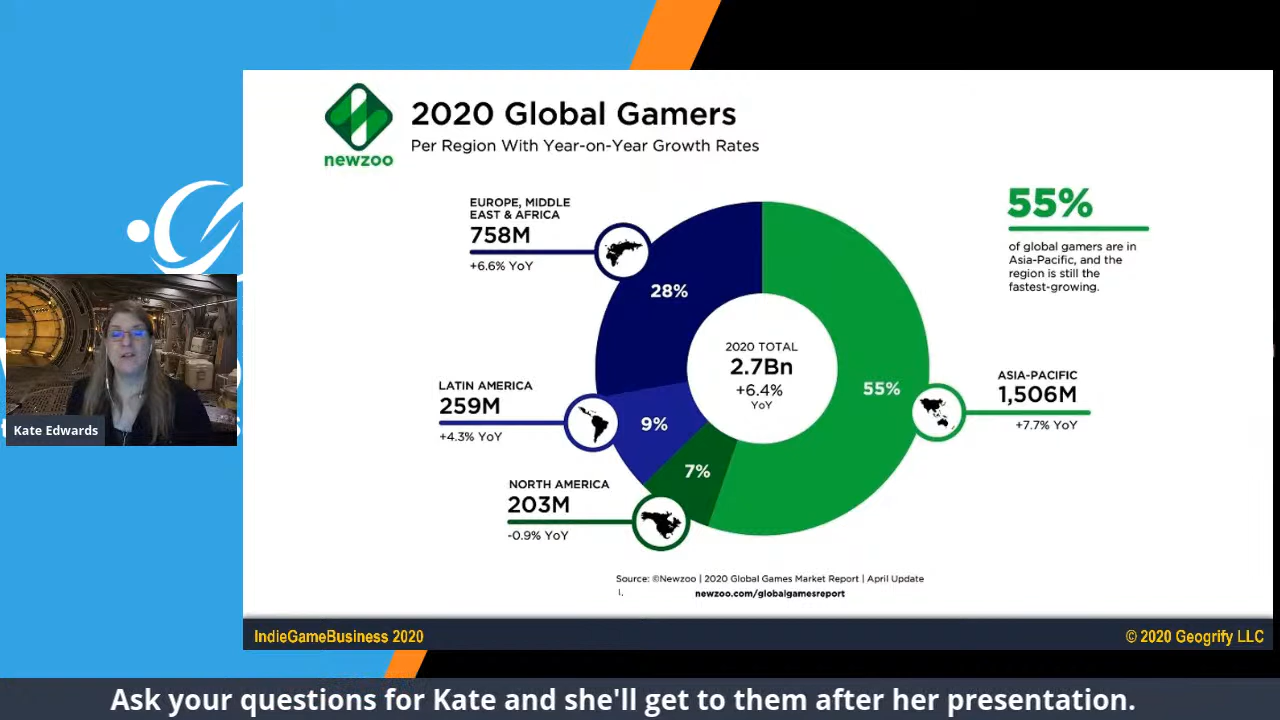 newzoo
2020 Global Gamers
Per Region With Year-on-Year Growth Rates
EUROPE, MIDDLE
EAST & AFRICA
758M
+6.6% YoY
28%
55%
of global gamers are in
Asia-Pacific, and the
region is still the
fastest-growing.
2020 TOTAL
2.7Bn
+6.4%
YoY
55%
ASIA-PACIFIC
1,506M
+7.7% YoY
LATIN AMERICA
259M
+4.3% YoY
9%
7%
NORTH AMERICA
203M
-0.9% YoY
Source: ©Newzoo | 2020 Global Games Market Report | April Update
newzoo.com/globalgamesreport
Kate Edwards
IndieGameBusiness 2020
© 2020 Geogrify LLC
Ask your questions for Kate and she'll get to them after her presentation.